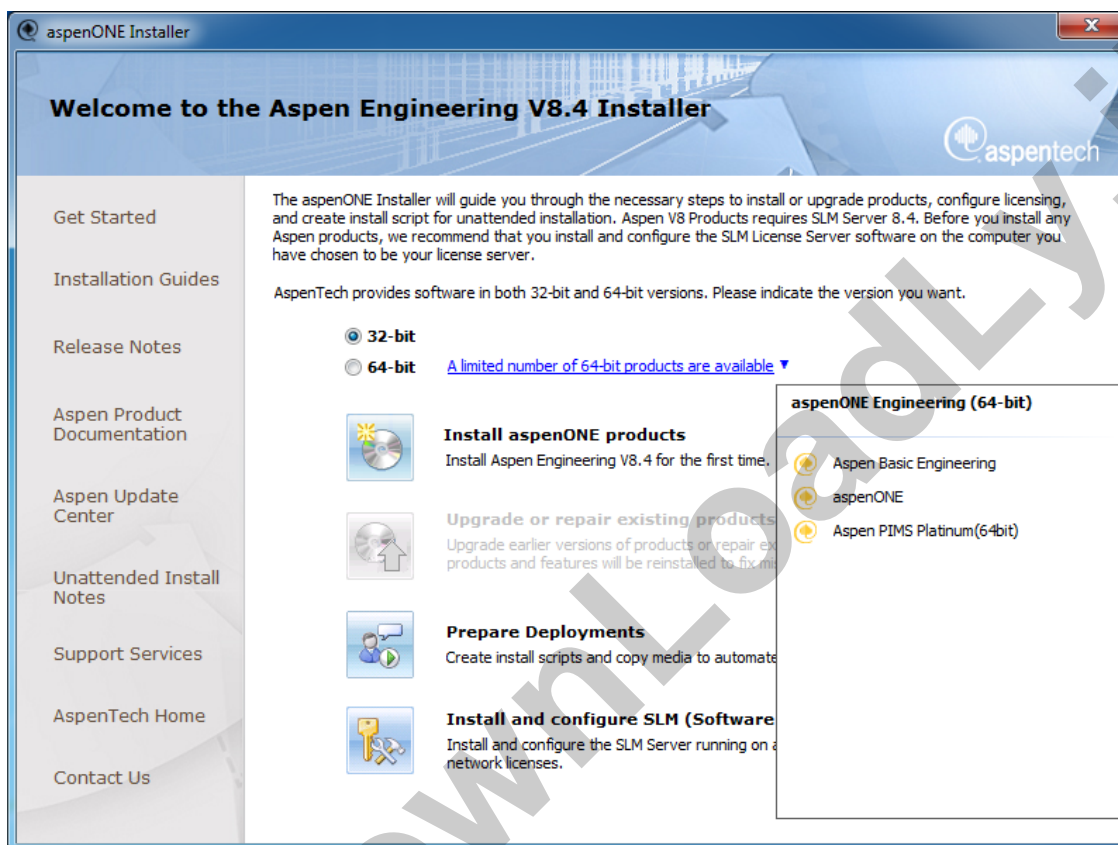 aspenONE Installer
x
Welcome to the Aspen Engineering V8.4 Installer
aspentech
Get Started
Installation Guides
Release Notes
Aspen Product
Documentation
Aspen Update
Center
Unattended Install
Notes
Support Services
AspenTech Home
Contact Us
The aspenONE Installer will guide you through the necessary steps to install or upgrade products, configure licensing,
and create install script for unattended installation. Aspen V8 Products requires SLM Server 8.4. Before you install any
Aspen products, we recommend that you install and configure the SLM License Server software on the computer you
have chosen to be your license server.
AspenTech provides software in both 32-bit and 64-bit versions. Please indicate the version you want.
32-bit
64-bit
A limited number of 64-bit products are available
Install aspenONE products
Install Aspen Engineering V8.4 for the first time.
Upgrade or repair existing products
Upgrade earlier versions of products or repair ex
products and features will be reinstalled to fix mi
Prepare Deployments
Create install scripts and copy media to automate
Install and configure SLM (Software
Install and configure the SLM Server running on a
network licenses.
aspenONE Engineering (64-bit)
Aspen Basic Engineering
aspenONE
Aspen PIMS Platinum(64bit)
ownLoadLy.